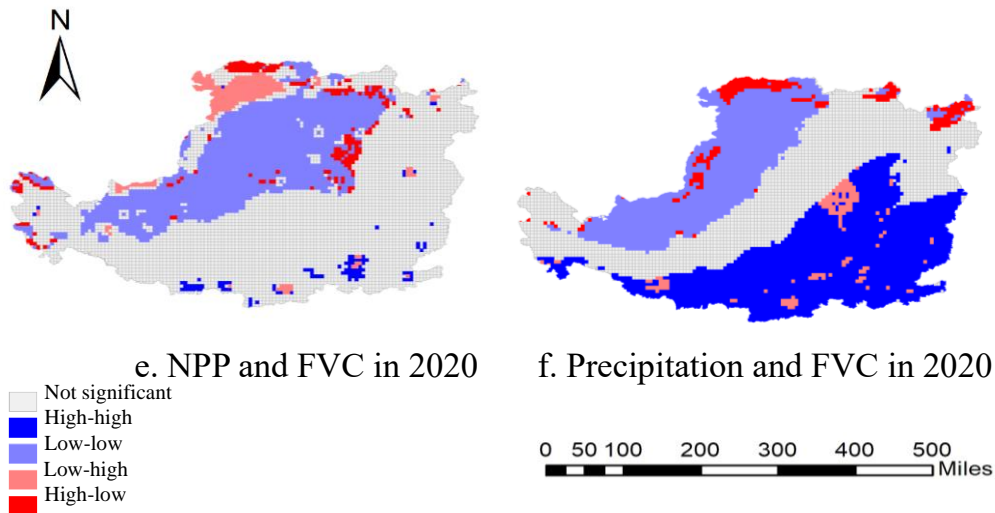 N
e. NPP and FVC in 2020
f. Precipitation and FVC in 2020
Not significant
High-high
Low-low
Low-high
High-low
0 50 100 200 300 400 500
Miles